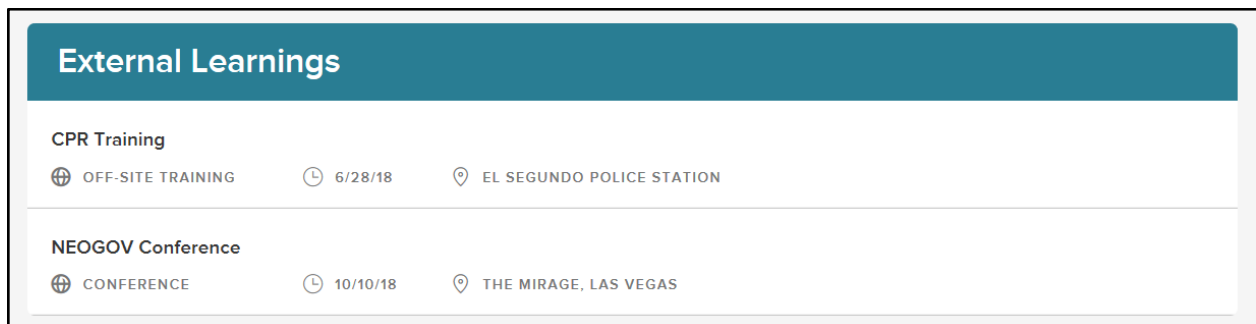 External Learnings
CPR Training
OFF-SITE TRAINING 6/28/18 EL SEGUNDO POLICE STATION
NEOGOV Conference
CONFERENCE 10/10/18 THE MIRAGE, LAS VEGAS